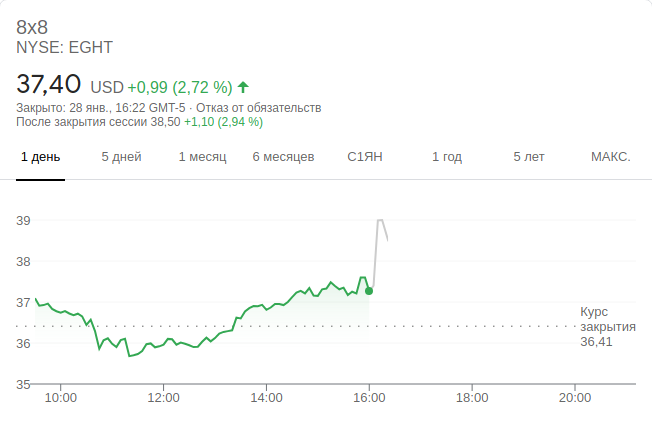 8x8
NYSE: EGHT
37,40 USD +0,99 (2,72 %)
Закрыто: 28 янв., 16:22 GMT-5 · Отказ от обязательств
После закрытия сессии 38,50 +1,10 (2,94 %)
1 день 5 дней 1 месяц 6 месяцев С1ЯН 1 год 5 лет МАКС.
39
38
37
36
35
Курс
закрытия
36,41
10:00 12:00 14:00 16:00 18:00 20:00